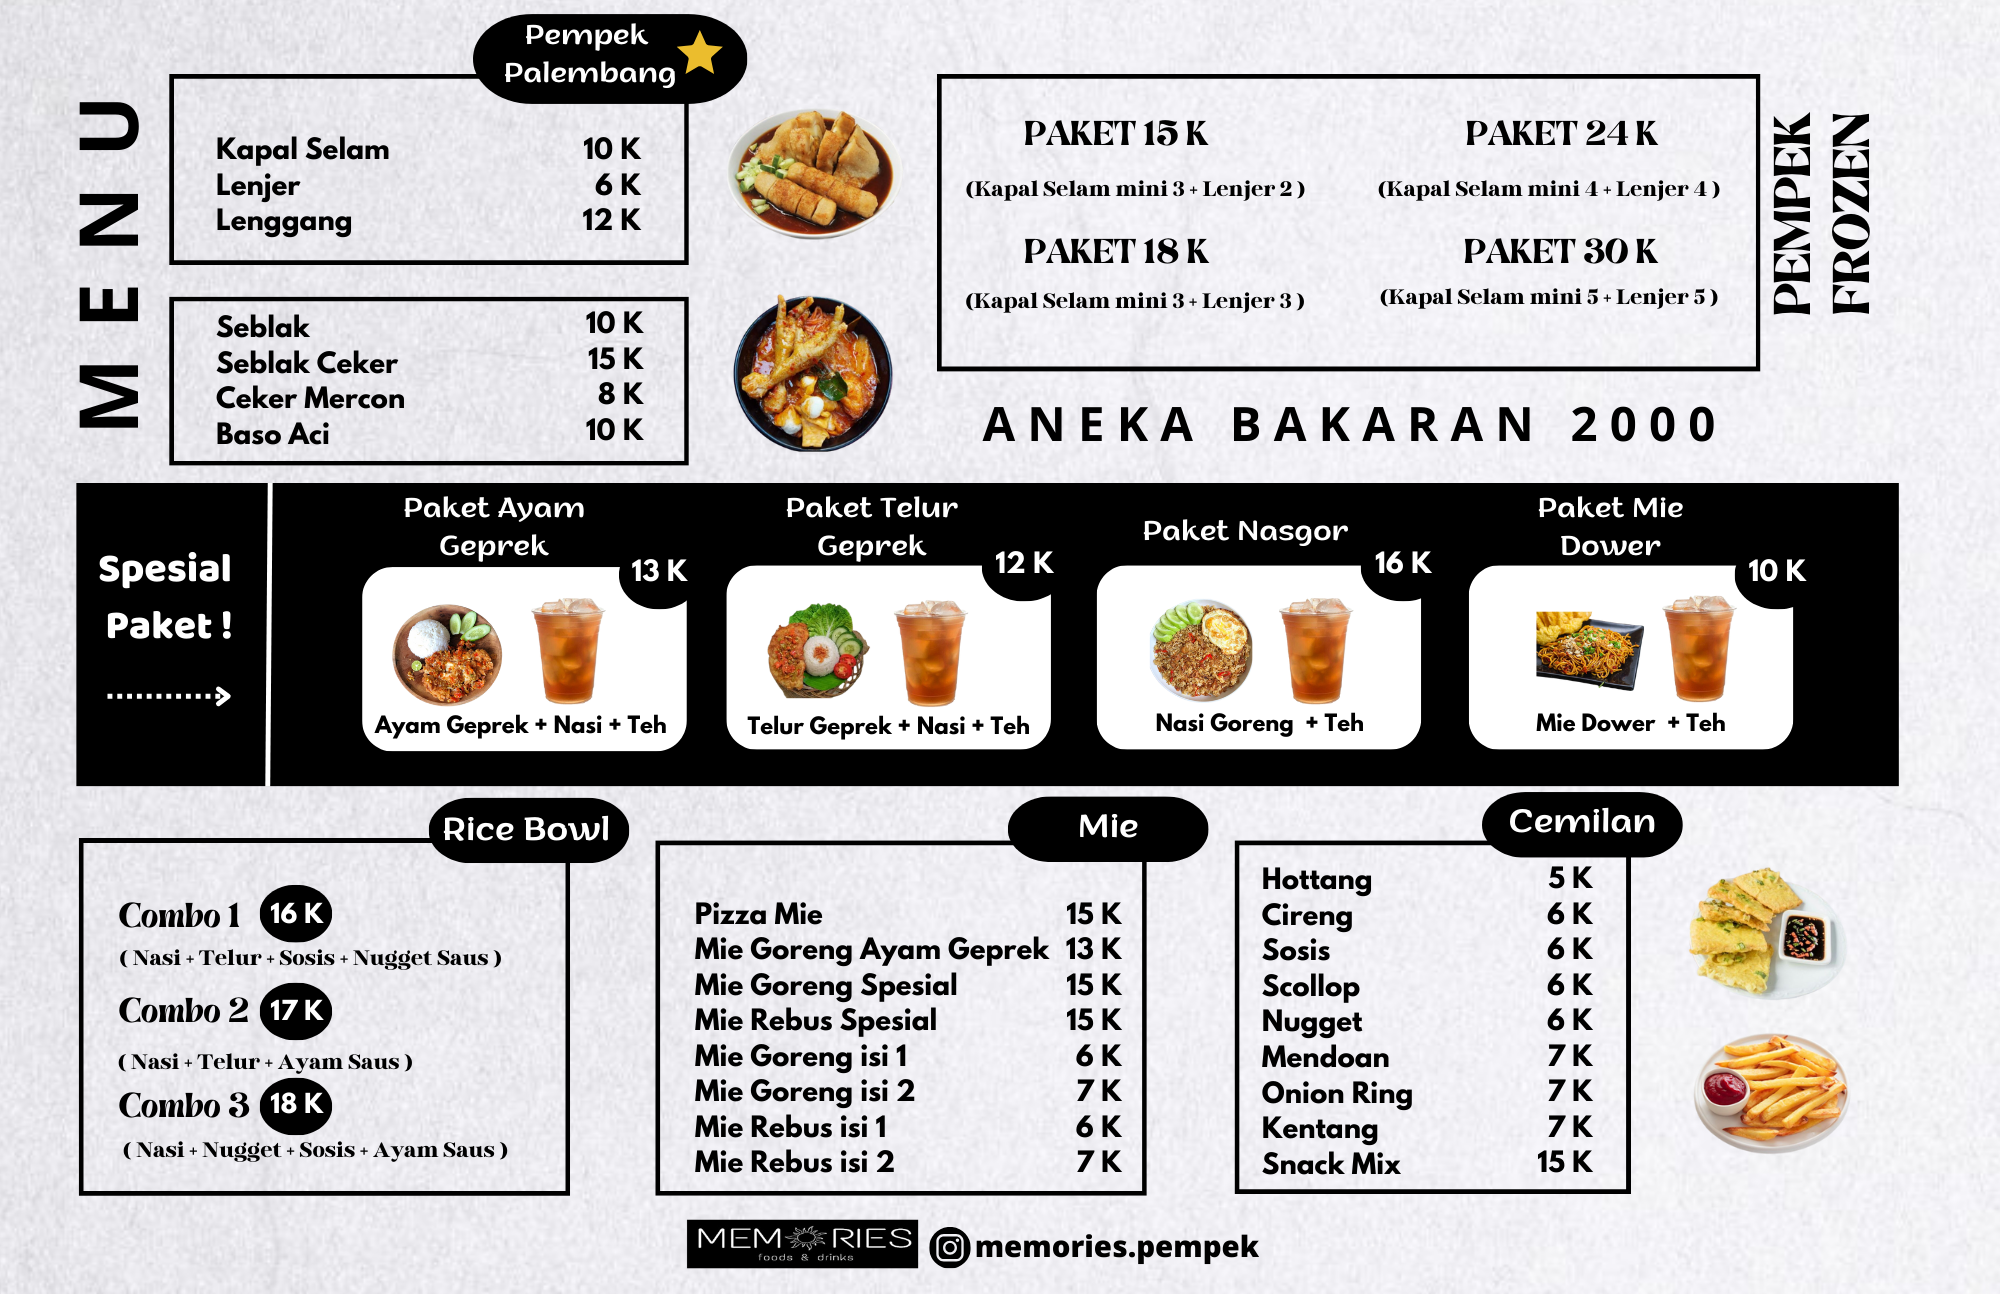 MENU
Pempek
Palembang
Kapal Selam 10 K
Lenjer 6 K
Lenggang 12 K
Seblak 10 K
Seblak Ceker 15 K
Ceker Mercon 8 K
Baso Aci 10 K
PEMPEK
FROZEN
PAKET 15 K
(Kapal Selam mini 3 + Lenjer 2 )
PAKET 24 K
(Kapal Selam mini 4 + Lenjer 4 )
PAKET 18 K
(Kapal Selam mini 3 + Lenjer 3 )
PAKET 30 K
(Kapal Selam mini 5 + Lenjer 5 )
ANEKA BAKARAN 2000
Spesial
Paket !
Paket Ayam
Geprek
13 K
Ayam Geprek + Nasi + Teh
Paket Telur
Geprek
12 K
Telur Geprek + Nasi + Teh
Paket Nasgor
16 K
Nasi Goreng + Teh
Paket Mie
Dower
10 K
Mie Dower + Teh
Rice Bowl
Combo 1 16 K
( Nasi + Telur + Sosis + Nugget Saus )
Combo 2 17 K
( Nasi + Telur + Ayam Saus )
Combo 3 18 K
( Nasi + Nugget + Sosis + Ayam Saus )
Mie
Pizza Mie 15 K
Mie Goreng Ayam Geprek 13 K
Mie Goreng Spesial 15 K
Mie Rebus Spesial 15 K
Mie Goreng isi 1 6 K
Mie Goreng isi 2 7 K
Mie Rebus isi 1 6 K
Mie Rebus isi 2 7 K
Cemilan
Hottang 5 K
Cireng 6 K
Sosis 6 K
Scollop 6 K
Nugget 6 K
Mendoan 7 K
Onion Ring 7 K
Kentang 7 K
Snack Mix 15 K
MEMORIES
foods & drinks
memories.pempek